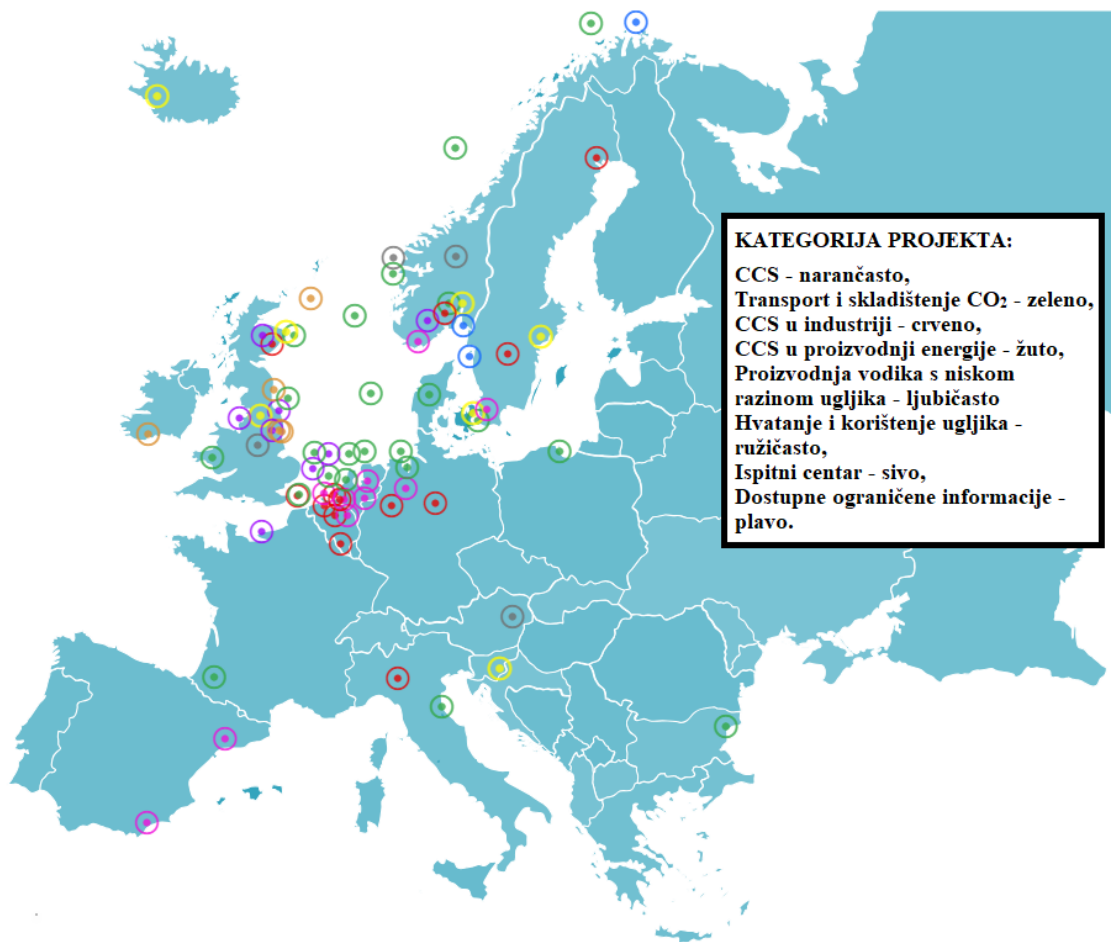 KATEGORIJA PROJEKTA:
CCS - narančasto,
Transport i skladištenje CO₂ - zeleno,
CCS u industriji - crveno,
CCS u proizvodnji energije - žuto,
Proizvodnja vodika s niskom
razinom ugljika - ljubičasto
Hvatanje i korištenje ugljika -
ružičasto,
Ispitni centar - sivo,
Dostupne ograničene informacije -
plavo.